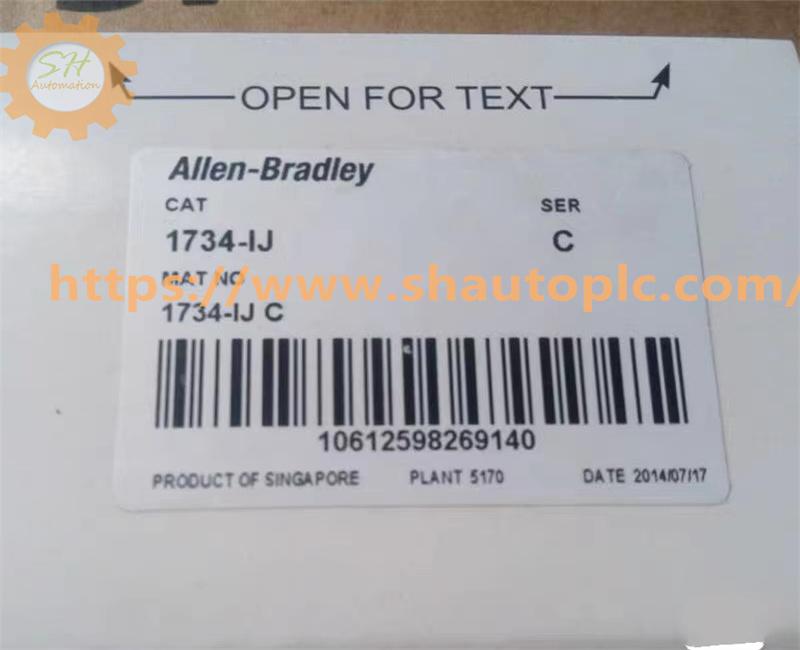 SH
Automation
OPEN FOR TEXT
Allen-Bradley
CAT SER
1734-IJ C
MAT NO
https://www.shautoplc.com/
1734-IJ C
10612598269140
PRODUCT OF SINGAPORE PLANT 5170 DATE 2014/07/17